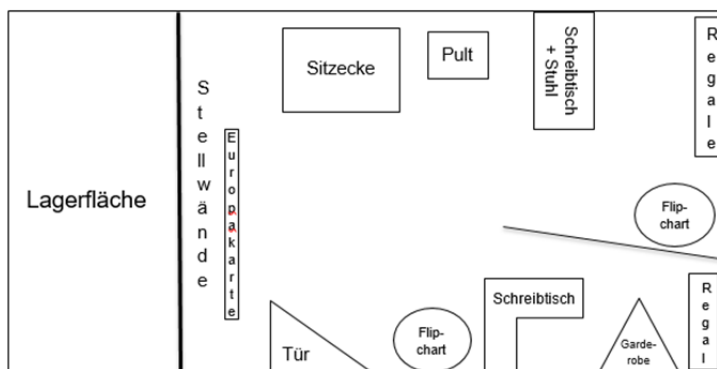 Lagerfläche
Stellwände
Europakarte
Sitzecke
Pult
Schreibtisch
+ Stuhl
Regale
Flip-
chart
Tür
Flip-
chart
Schreibtisch
Garde-
robe
Regal